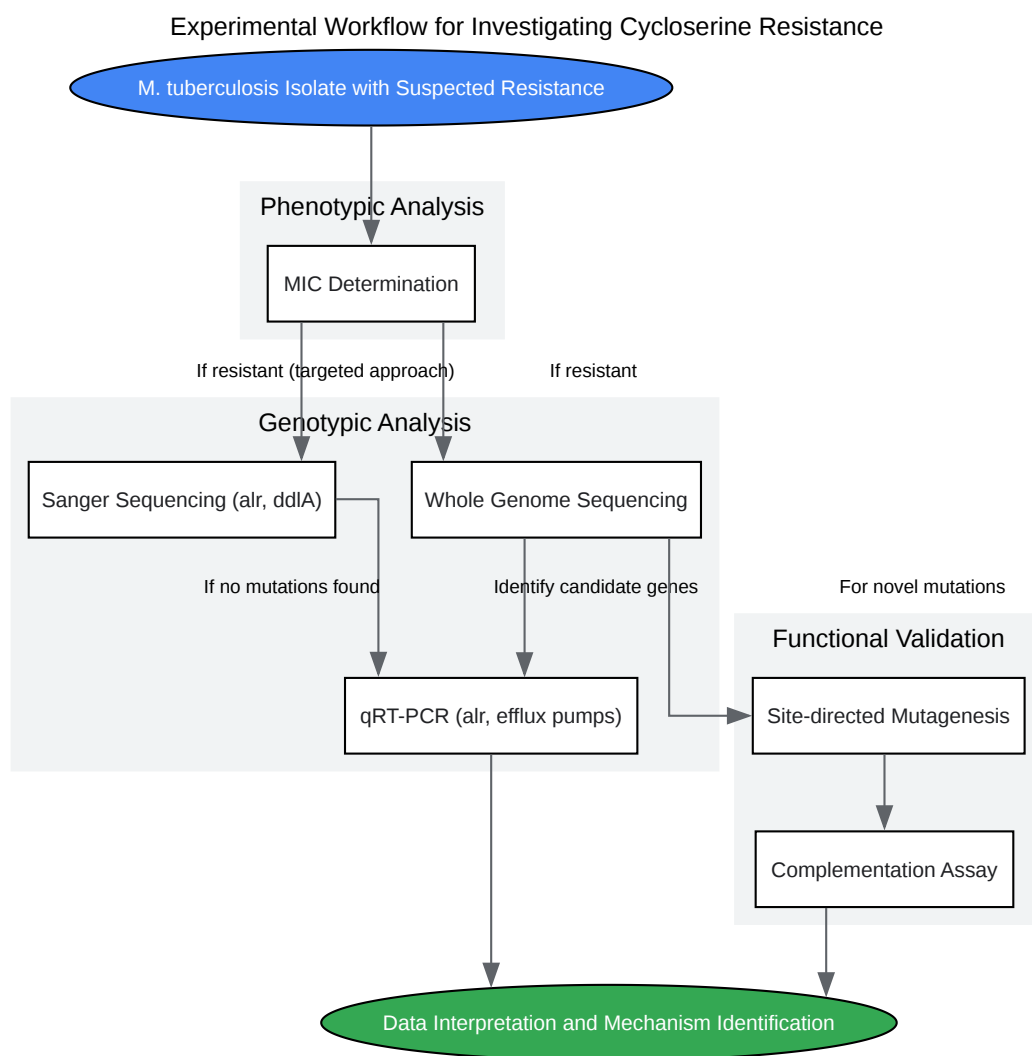 Experimental Workflow for Investigating Cycloserine Resistance
M. tuberculosis Isolate with Suspected Resistance
Phenotypic Analysis
MIC Determination
If resistant (targeted approach)
If resistant
Genotypic Analysis
Sanger Sequencing (alr, ddlA)
Whole Genome Sequencing
If no mutations found
Identify candidate genes
For novel mutations
Functional Validation
qRT-PCR (alr, efflux pumps)
Site-directed Mutagenesis
Complementation Assay
Data Interpretation and Mechanism Identification